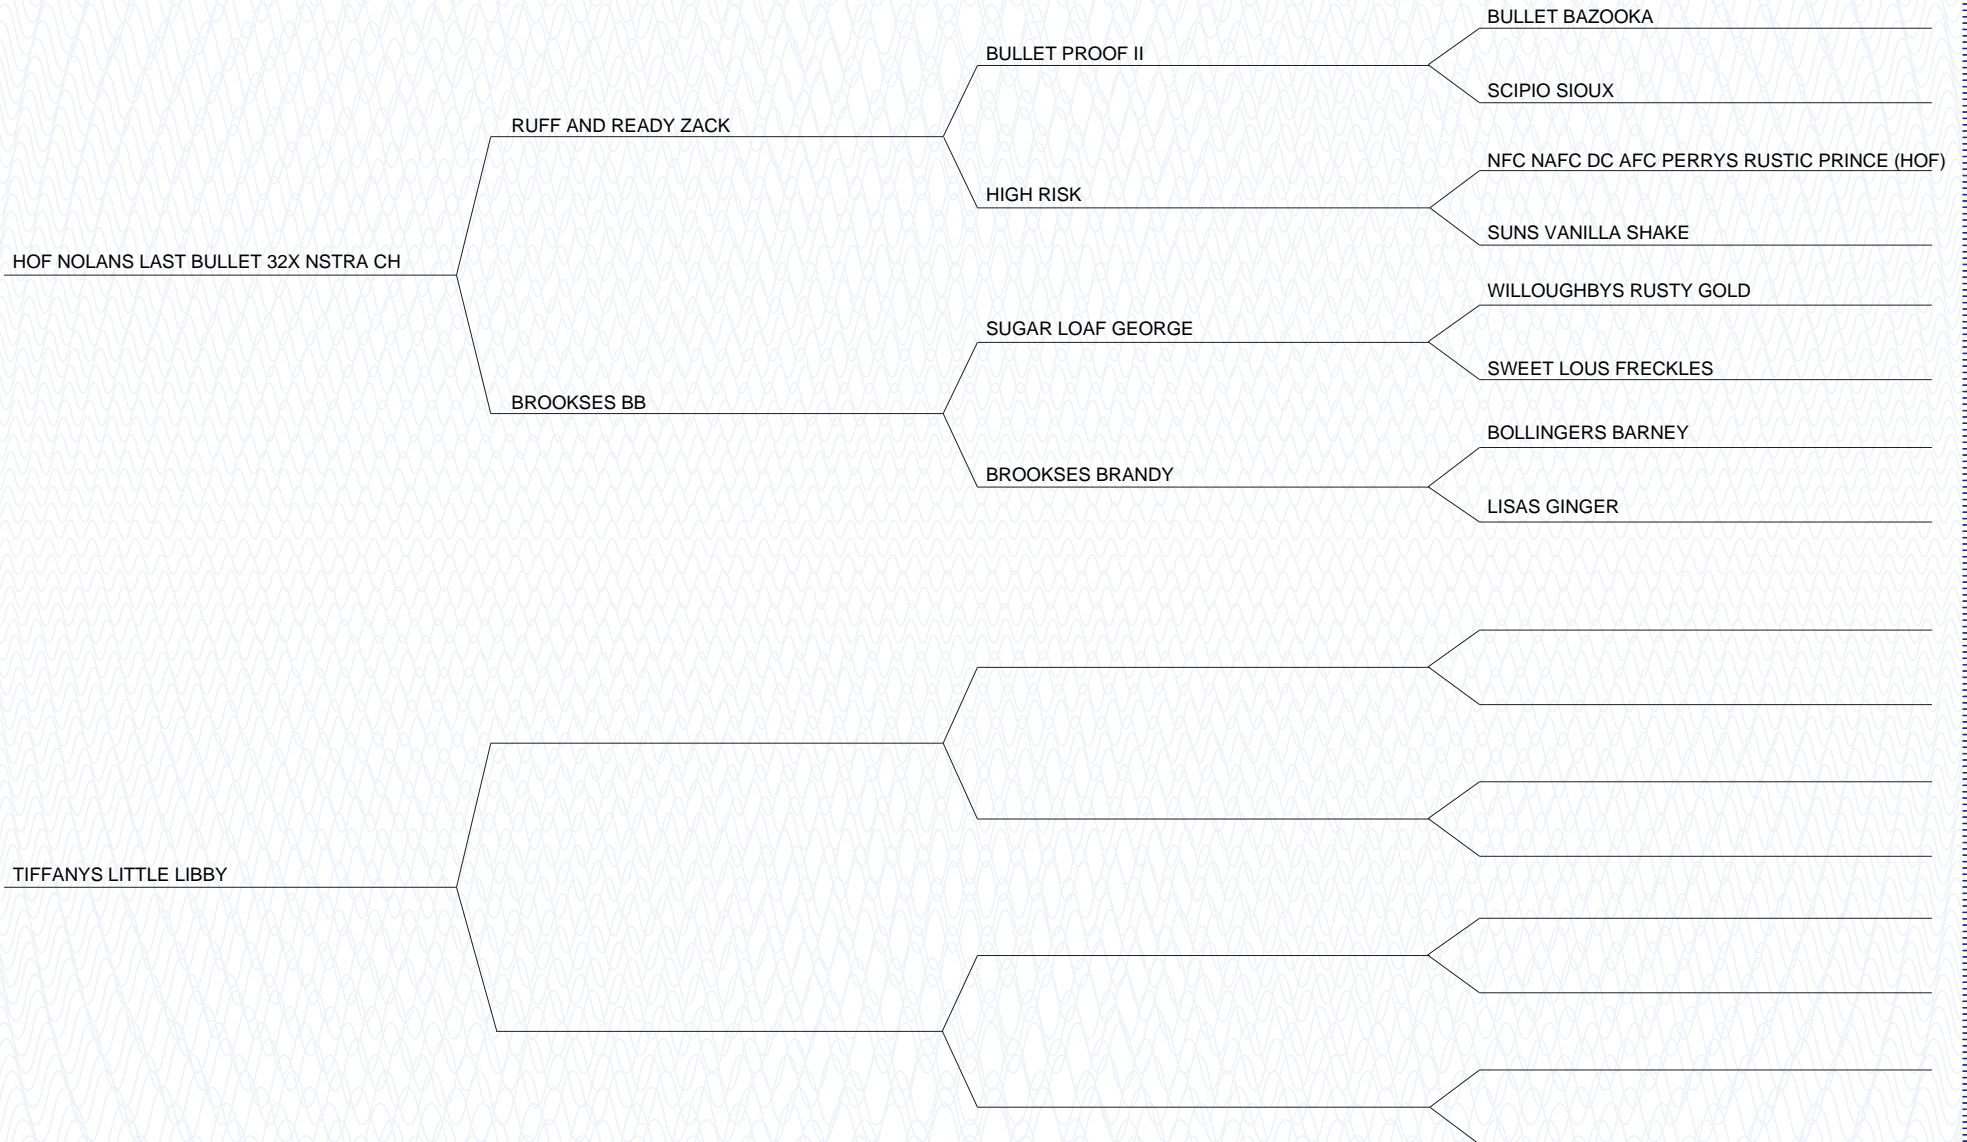 BULLET BAZOOKA
BULLET PROOF II
SCIPIO SIOUX
RUFF AND READY ZACK
NFC NAFC DC AFC PERRYS RUSTIC PRINCE (HOF)
HIGH RISK
SUNS VANILLA SHAKE
HOF NOLANS LAST BULLET 32X NSTRA CH
WILLOUGHBYS RUSTY GOLD
SUGAR LOAF GEORGE
SWEET LOUS FRECKLES
BROOKSES BB
BOLLINGERS BARNEY
BROOKSES BRANDY
LISAS GINGER
TIFFANYS LITTLE LIBBY